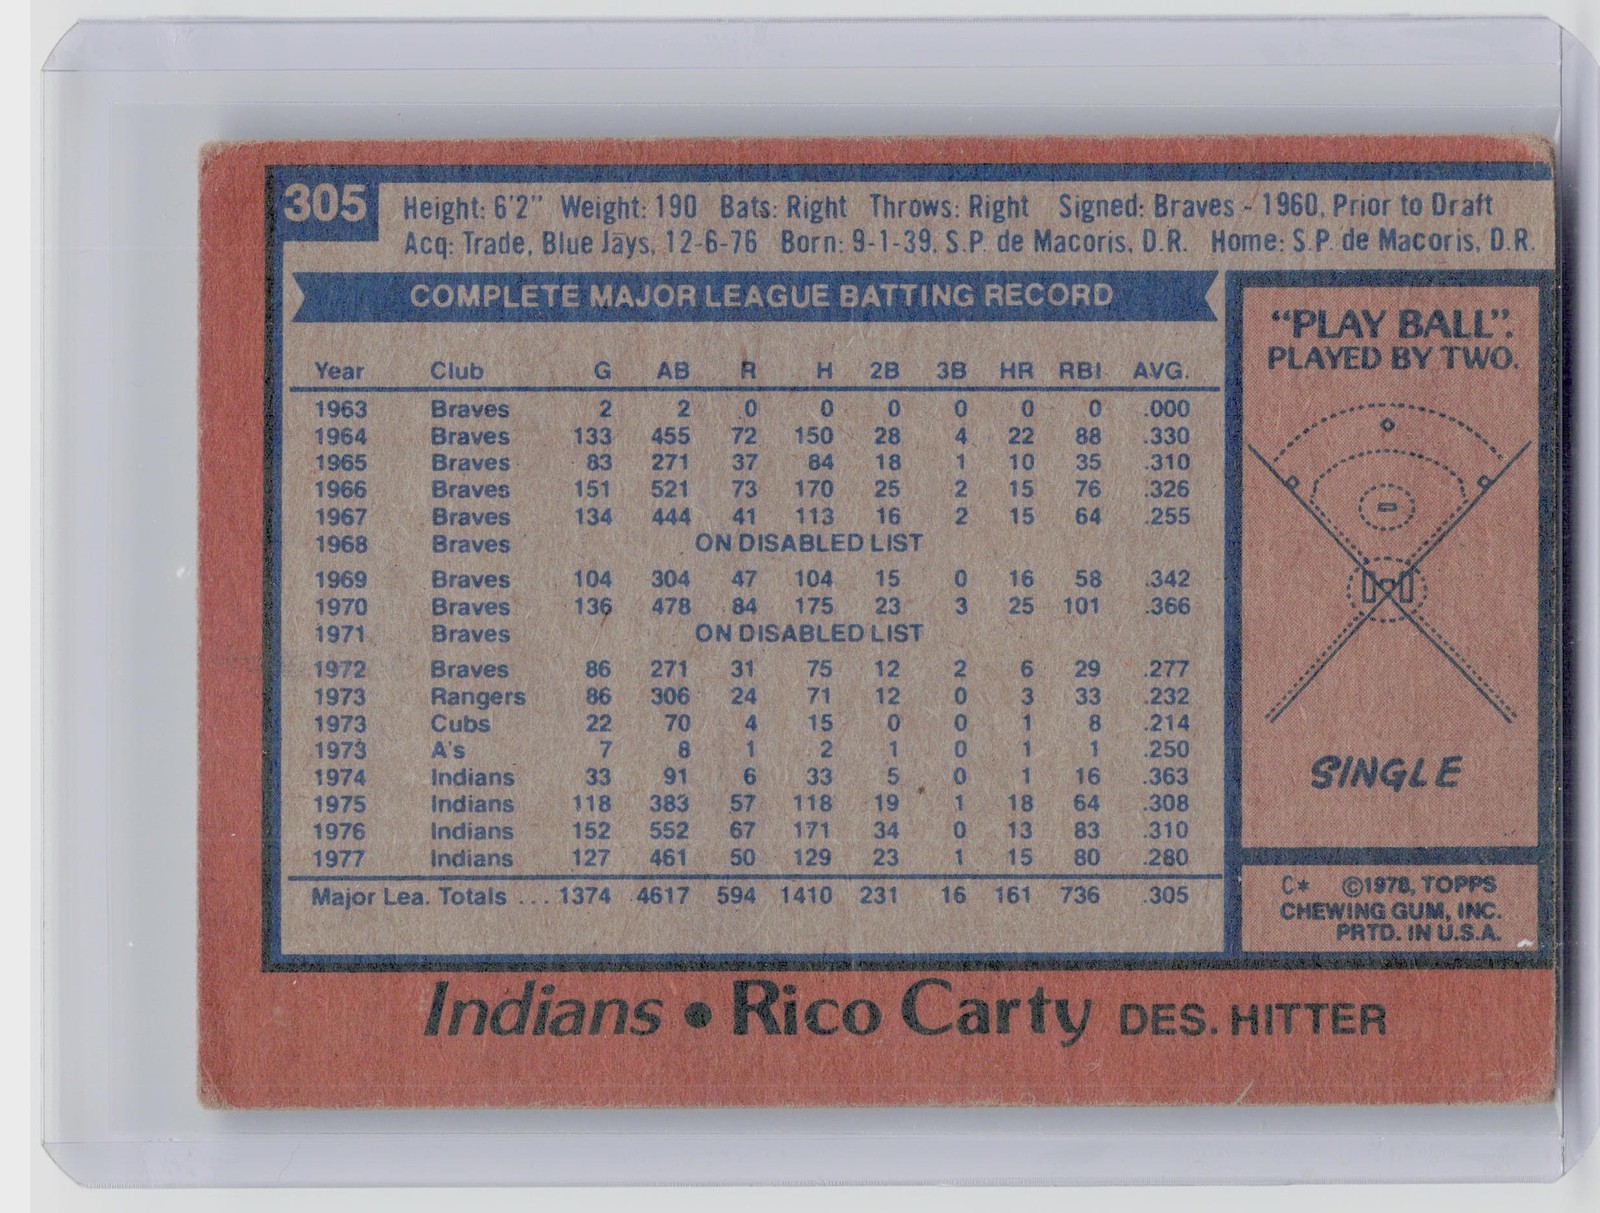 305
Height: 6'2" Weight: 190 Bats: Right Throws: Right Signed: Braves - 1960, Prior to Draft
Acq: Trade, Blue Jays, 12-6-76 Born: 9-1-39, S.P. de Macoris, D.R. Home: S.P. de Macoris, D.R.
COMPLETE MAJOR LEAGUE BATTING RECORD
Year Club G AB R H 2B 3B HR RBI AVG.
1963 Braves 2 2 0 0 0 0 0 0 .000
1964 Braves 133 455 72 150 28 4 22 88 .330
1965 Braves 83 271 37 84 18 1 10 35 .310
1966 Braves 151 521 73 170 25 2 15 76 .326
1967 Braves 134 444 41 113 16 2 15 64 .255
1968 Braves ON DISABLED LIST
1969 Braves 104 304 47 104 15 0 16 58 .342
1970 Braves 136 478 84 175 23 3 25 101 .366
1971 Braves ON DISABLED LIST
1972 Braves 86 271 31 75 12 2 6 29 .277
1973 Rangers 86 306 24 71 12 0 3 33 .232
1973 Cubs 22 70 4 15 0 0 1 8 .214
1973 A's 7 8 1 2 1 0 1 1 .250
1974 Indians 33 91 6 33 5 0 1 16 .363
1975 Indians 118 383 57 118 19 1 18 64 .308
1976 Indians 152 552 67 171 34 0 13 83 .310
1977 Indians 127 461 50 129 23 1 15 80 .280
Major Lea. Totals ... 1374 4617 594 1410 231 16 161 736 .305
"PLAY BALL".
PLAYED BY TWO.
SINGLE
C* ©1978, TOPPS
CHEWING GUM, INC.
PRTD. IN U.S.A.
Indians • Rico Carty DES. HITTER